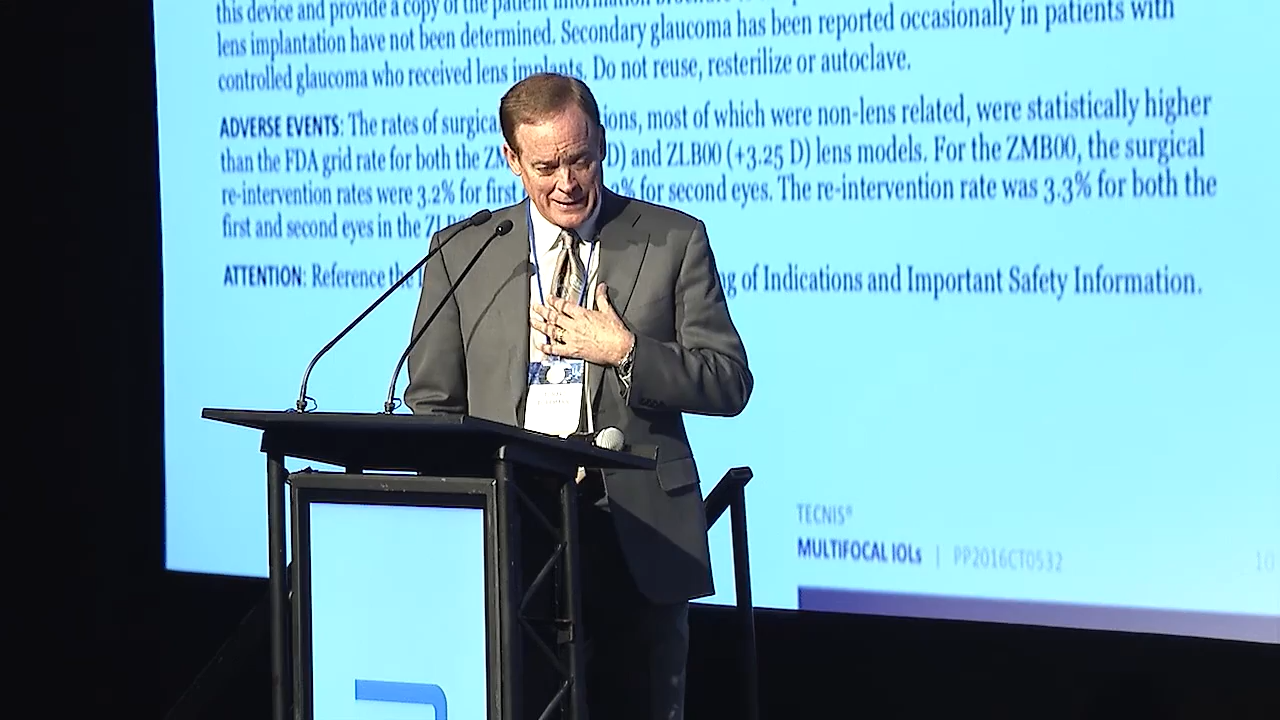 this device and provide a copy of the patient information brochure to
lens implantation have not been determined. Secondary glaucoma has been reported occasionally in patients with
controlled glaucoma who received lens implants. Do not reuse, resterilize or autoclave.
ADVERSE EVENTS: The rates of surgica ions, most of which were non-lens related, were statistically higher
than the FDA grid rate for both the ZM D) and ZLB00 (+3.25 D) lens models. For the ZMB00, the surgical
re-intervention rates were 3.2% for first % for second eyes. The re-intervention rate was 3.3% for both the
first and second eyes in the ZLB
ATTENTION: Reference the ng of Indications and Important Safety Information.
TECNIS®
MULTIFOCAL IOLs | PP2016CT0532
10